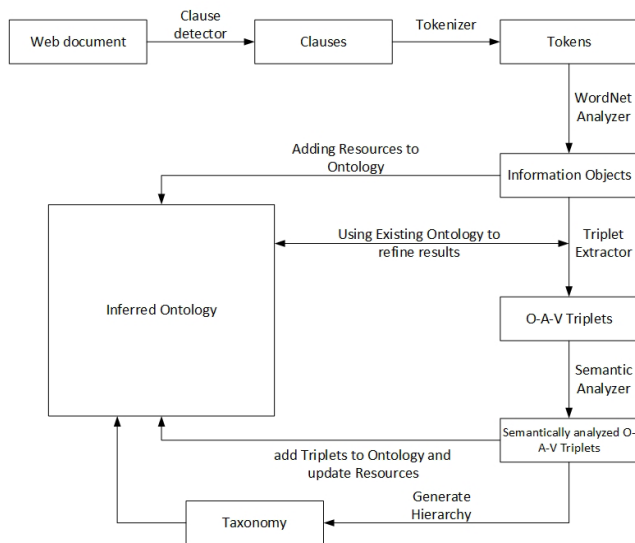 Clause
detector
Web document
Clauses
Tokenizer
Tokens
WordNet
Analyzer
Adding Resources to
Ontology
Information Objects
Using Existing Ontology to
refine results
Triplet
Extractor
Inferred Ontology
O-A-V Triplets
Semantic
Analyzer
Semantically analyzed O-
A-V Triplets
add Triplets to Ontology and
update Resources
Generate
Hierarchy
Taxonomy